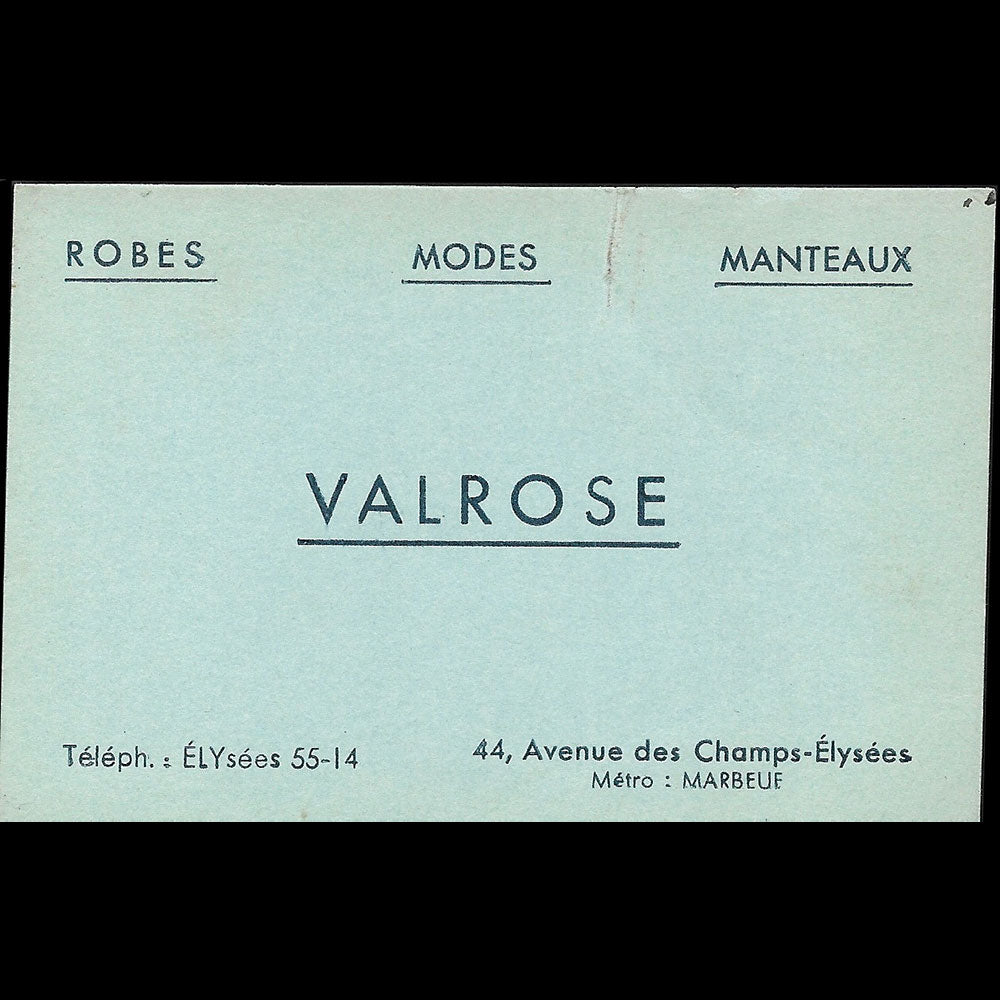 ROBES MODES MANTEAUX
VALROSE
Téléph. : ÉLYsées 55-14 44, Avenue des Champs-Élysées
Métro : MARBEUF